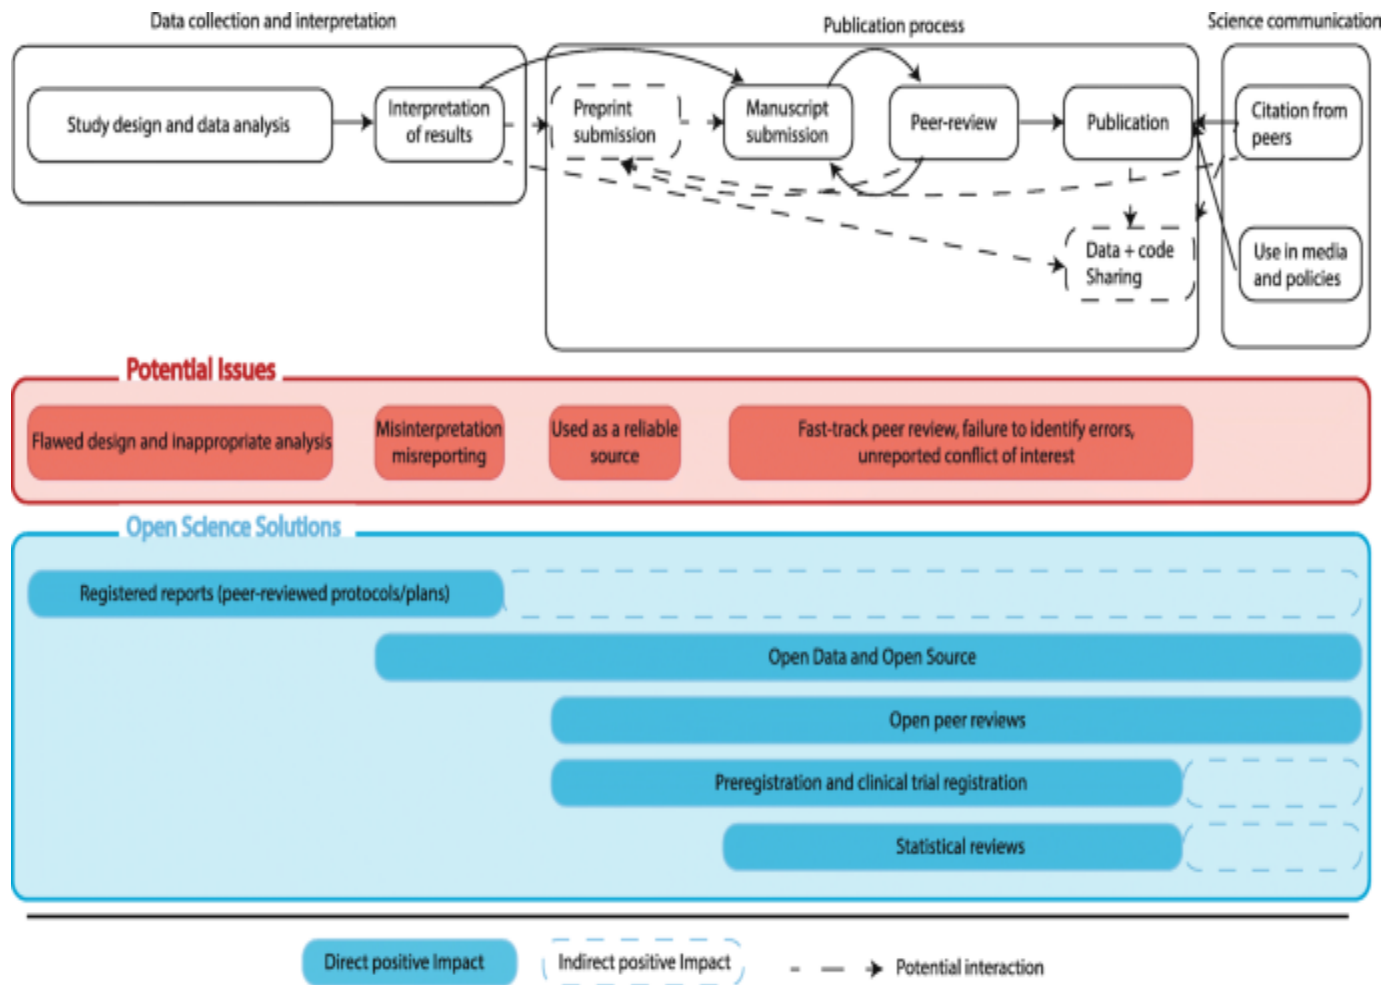 Data collection and interpretation
Publication process
Science communication
Study design and data analysis
Interpretation
of results
Preprint
submission
Manuscript
submission
Peer-review
Publication
Citation from
peers
Data + code
Sharing
Use in media
and policies
Potential Issues
Flawed design and inappropriate analysis
Misinterpretation
misreporting
Used as a reliable
source
Fast-track peer review, failure to identify errors,
unreported conflict of interest
Open Science Solutions
Registered reports (peer-reviewed protocols/plans)
Open Data and Open Source
Open peer reviews
Preregistration and clinical trial registration
Statistical reviews
Direct positive Impact
Indirect positive Impact
Potential interaction